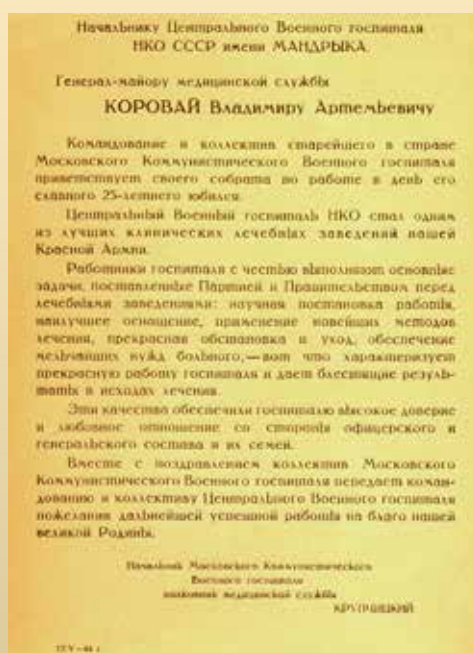 Начальнику Центрального Военного госпиталя
НКО СССР имени МАНДРЫКА.
Генерал-майору медицинской службы
КОРОВАЙ Владимиру Артемьевичу
Командование и коллектив старейшего в стране
Московского Коммунистического Военного госпиталя
приветствует своего собрата по работе в день его
славного 25-летнего юбилея.
Центральный Военный госпиталь НКО стал одним
из лучших клинических лечебных заведений нашей
Красной Армии.
Работники госпиталя с честью выполняют основные
задачи, поставленные Партией и Правительством перед
лечебными заведениями: научная постановка работы,
наилучшее оснащение, применение новейших методов
лечения, прекрасная обстановка и уход, обеспечение
мельчайших нужд больного,—вот что характеризует
прекрасную работу госпиталя и дает блестящие резуль-
таты в исходах лечения.
Эти качества обеспечили госпиталю высокое доверие
и любовное отношение со стороны офицерского и
генеральского состава и их семей.
Вместе с поздравлением коллектив Московского
Коммунистического Военного госпиталя передает коман-
дованию и коллективу Центрального Военного госпиталя
пожелания дальнейшей успешной работы на благо нашей
великой Родины.
Начальник Московского Коммунистического
Военного госпиталя
полковник медицинской службы